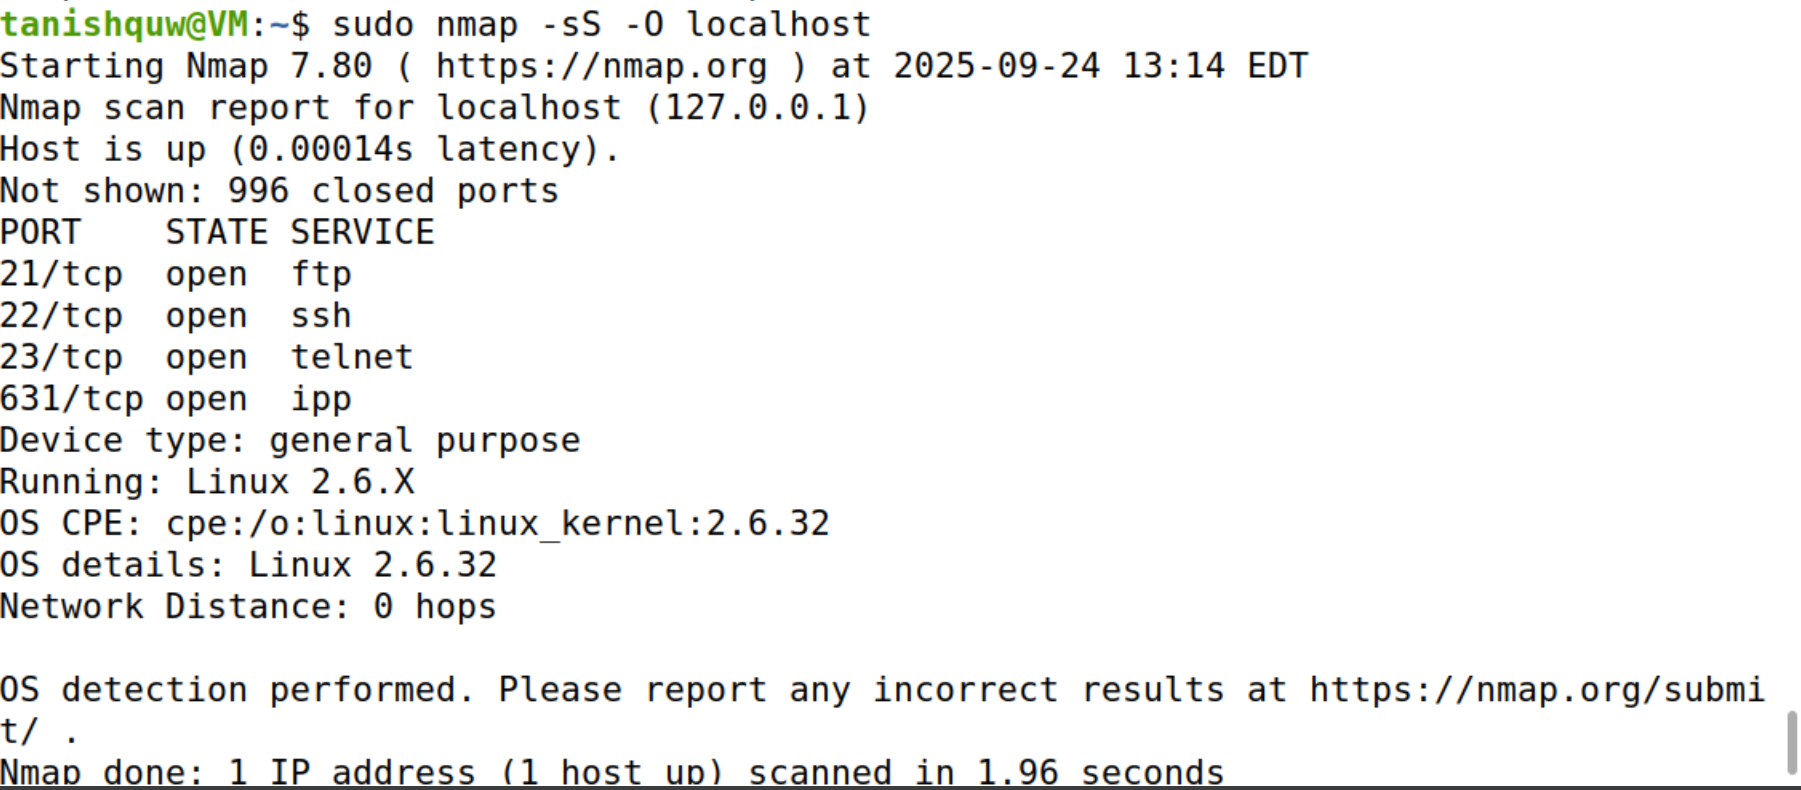 tanishquw@VM:~$ sudo nmap -sS -O localhost
Starting Nmap 7.80 ( https://nmap.org ) at 2025-09-24 13:14 EDT
Nmap scan report for localhost (127.0.0.1)
Host is up (0.00014s latency).
Not shown: 996 closed ports
PORT    STATE SERVICE
21/tcp  open  ftp
22/tcp  open  ssh
23/tcp  open  telnet
631/tcp open  ipp
Device type: general purpose
Running: Linux 2.6.X
OS CPE: cpe:/o:linux:linux_kernel:2.6.32
OS details: Linux 2.6.32
Network Distance: 0 hops

OS detection performed. Please report any incorrect results at https://nmap.org/submi
t/ .
Nmap done: 1 IP address (1 host up) scanned in 1.96 seconds